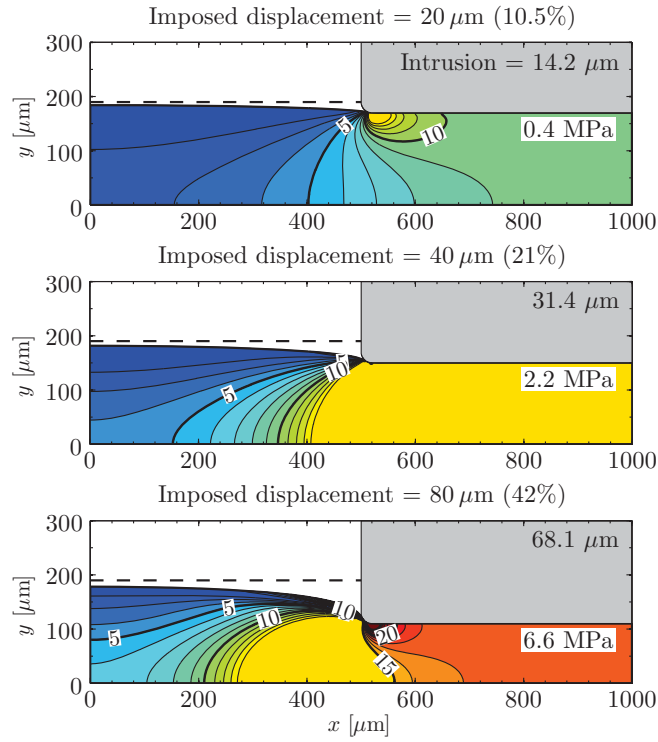 Imposed displacement = 20 μm (10.5%)
300
200
100
0
y [μm]
Intrusion = 14.2 μm
0.4 MPa
5
10
0 200 400 600 800 1000
Imposed displacement = 40 μm (21%)
300
200
100
0
y [μm]
31.4 μm
2.2 MPa
5
5
10
0 200 400 600 800 1000
Imposed displacement = 80 μm (42%)
300
200
100
0
y [μm]
68.1 μm
6.6 MPa
5
5
10
10
15
20
0 200 400 600 800 1000
x [μm]